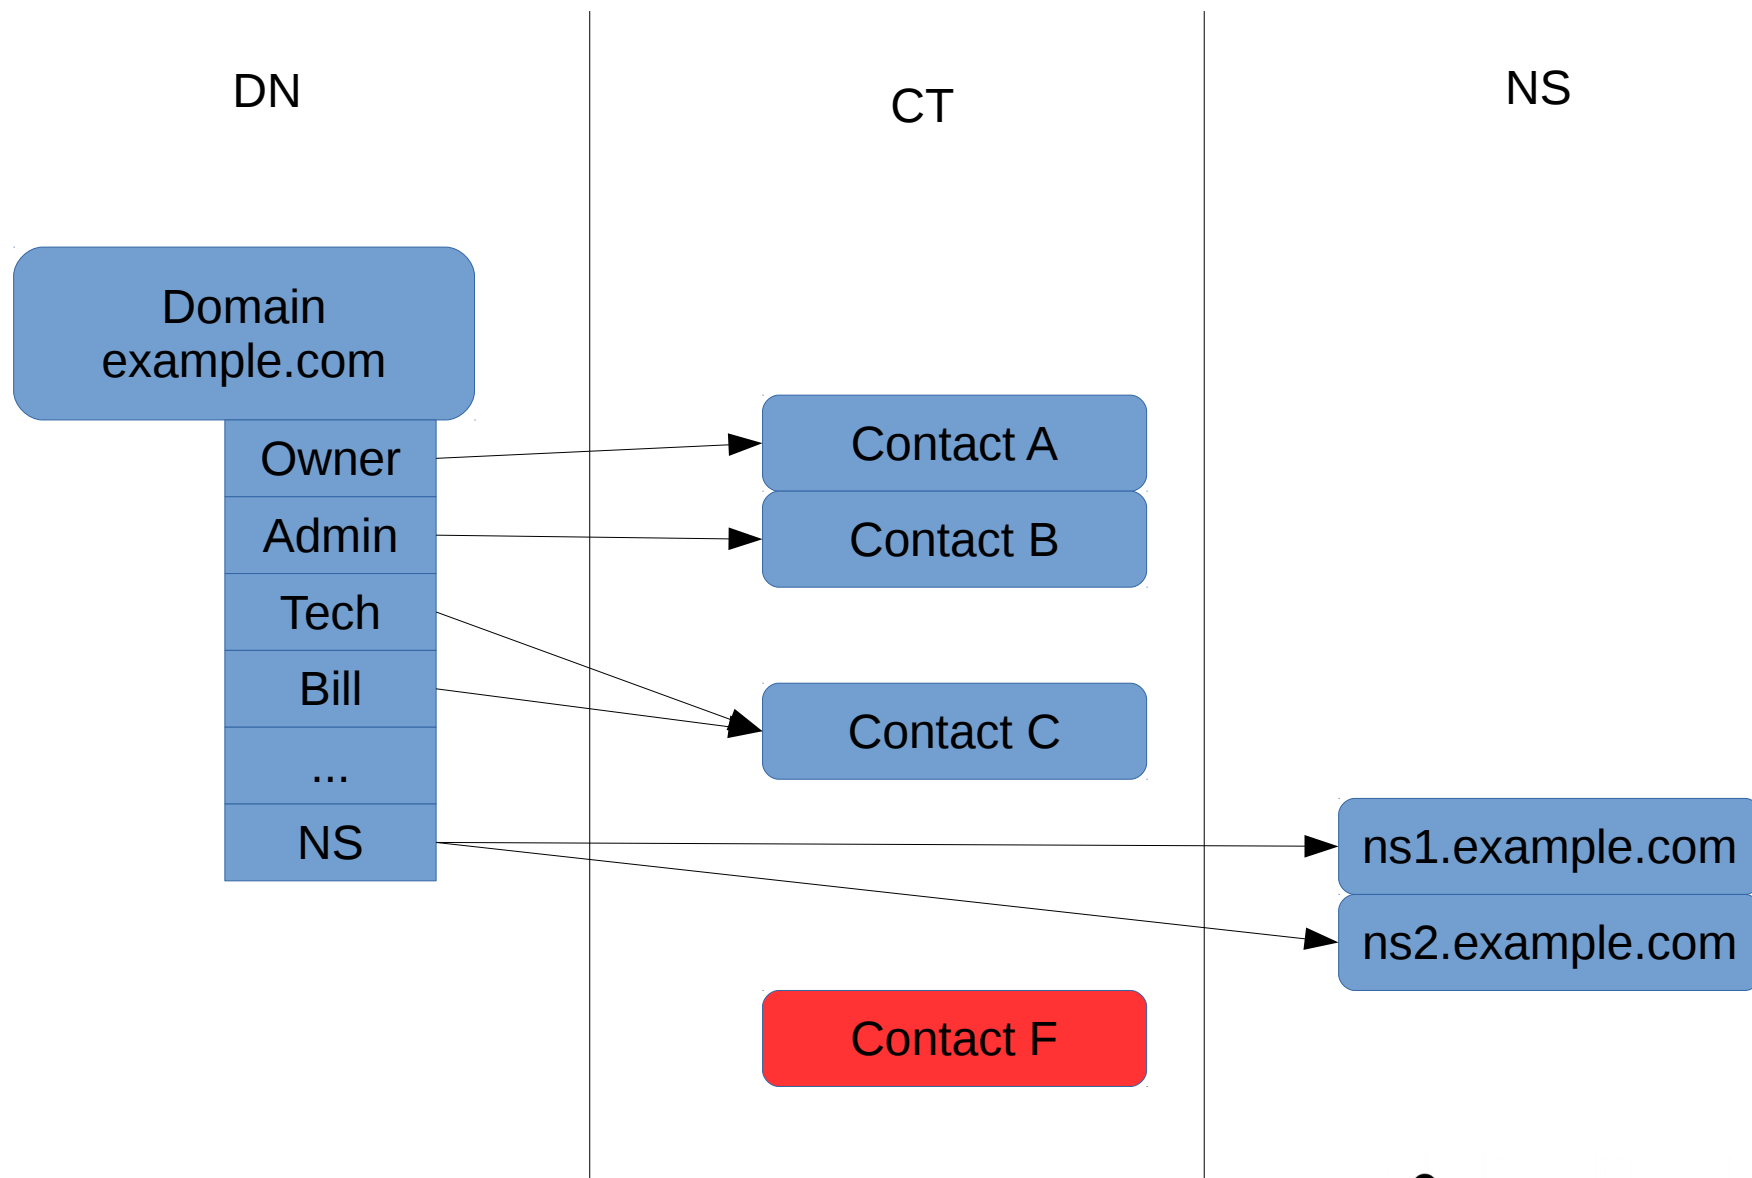 DN
CT
NS
Domain
example.com
Owner
Admin
Tech
Bill
...
NS
Contact A
Contact B
Contact C
Contact F
ns1.example.com
ns2.example.com